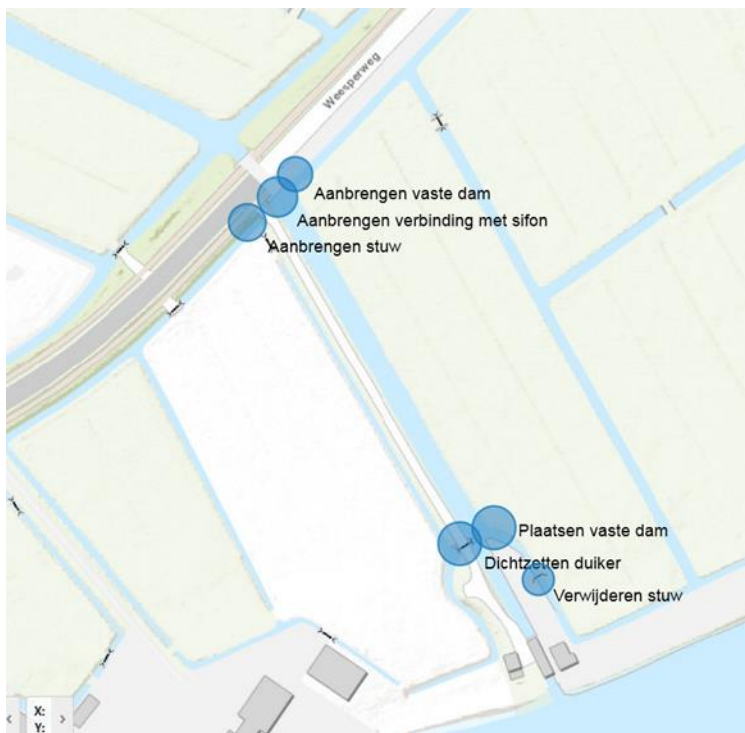 Weesperweg
Aanbrengen vaste dam
Aanbrengen verbinding met sifon
Aanbrengen stuw
Plaatsen vaste dam
Dichtzetten duiker
Verwijderen stuw
X:
Y: